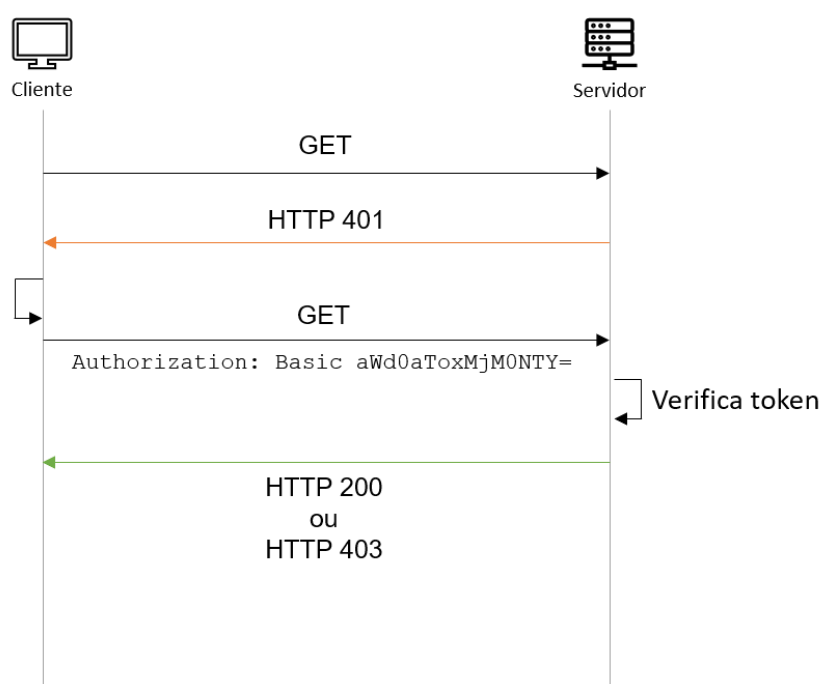 Cliente
Servidor
GET
HTTP 401
GET
Authorization: Basic aWd0aToxMjM0NTY=
Verifica token
HTTP 200
ou
HTTP 403